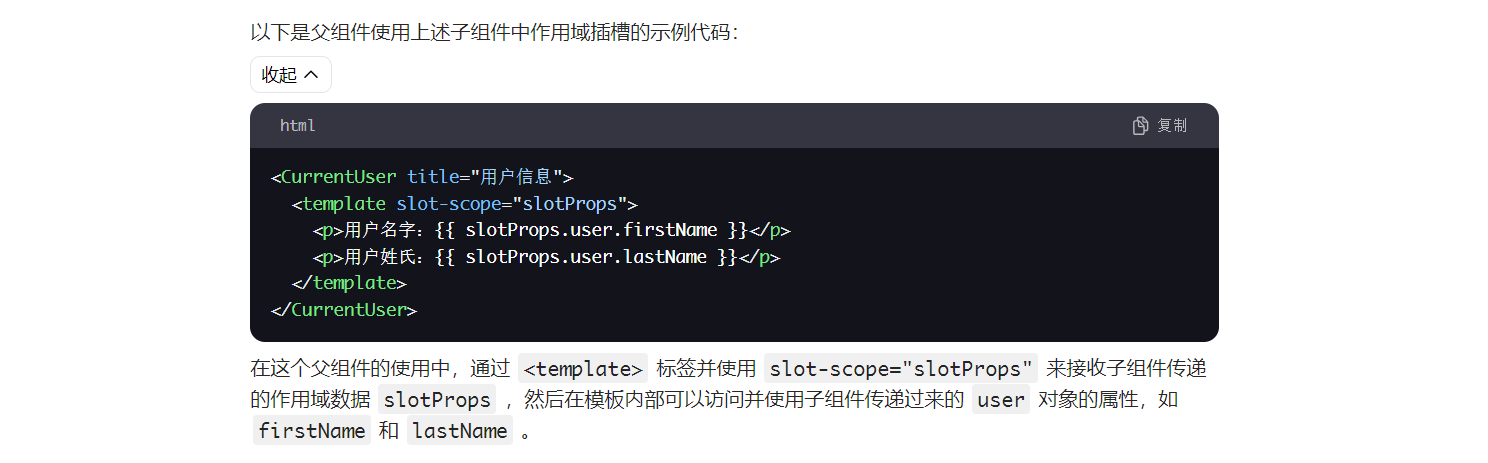 以下是父组件使用上述子组件中作用域插槽的示例代码：
收起
html 复制
<CurrentUser title="用户信息">
  <template slot-scope="slotProps">
    <p>用户名字：{{ slotProps.user.firstName }}</p>
    <p>用户姓氏：{{ slotProps.user.lastName }}</p>
  </template>
</CurrentUser>
在这个父组件的使用中，通过 <template> 标签并使用 slot-scope="slotProps" 来接收子组件传递
的作用域数据 slotProps ，然后在模板内部可以访问并使用子组件传递过来的 user 对象的属性，如
firstName 和 lastName 。